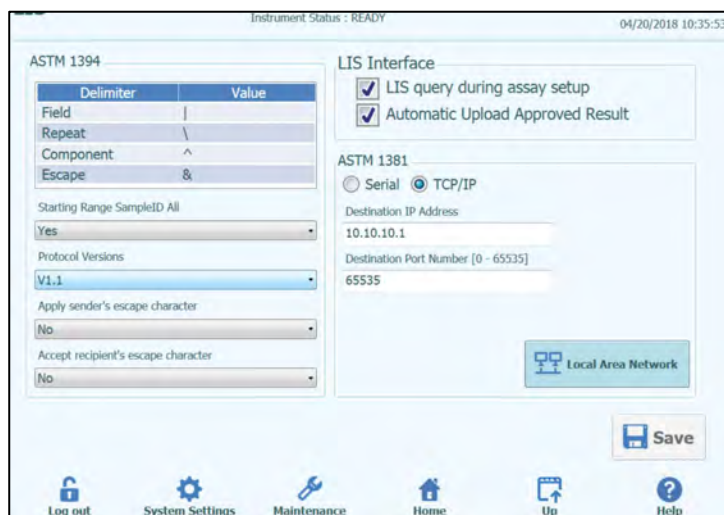 Instrument Status : READY
04/20/2018 10:35:53
ASTM 1394
Delimiter Value
Field |
Repeat \
Component ^
Escape &
Starting Range SampleID All
Yes
Protocol Versions
V1.1
Apply sender's escape character
No
Accept recipient's escape character
No
LIS Interface
LIS query during assay setup
Automatic Upload Approved Result
ASTM 1381
Serial TCP/IP
Destination IP Address
10.10.10.1
Destination Port Number [0 - 65535]
65535
Local Area Network
Save
Log out System Settings Maintenance Home Up Help